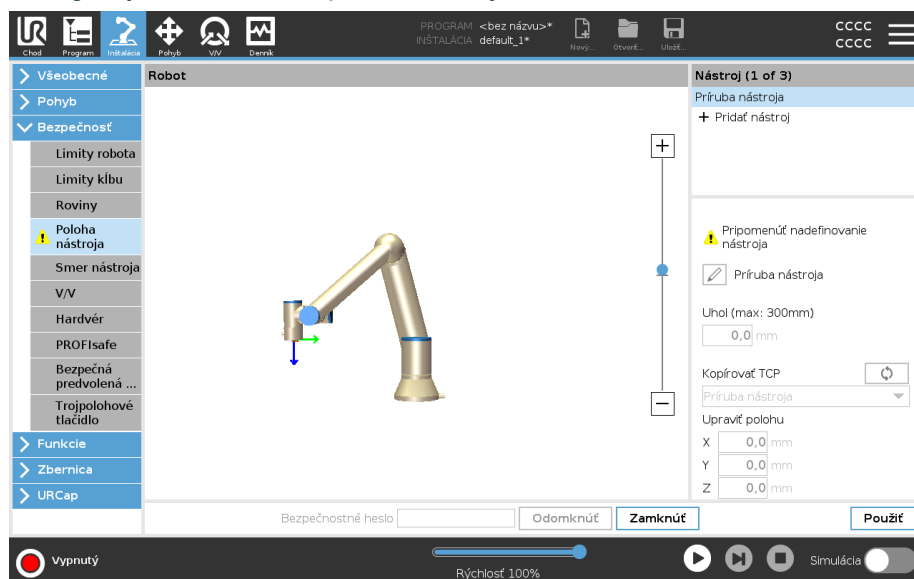 PROGRAM <bez názvu>*
INŠTALÁCIA default_1*
CCCC
CCCC
Chod
Program
Inštalácia
Pohyb
V/V
Denník
Nový...
Otvoriť...
Uložiť...
Všeobecné
Pohyb
Bezpečnosť
Limity robota
Limity kĺbu
Roviny
Poloha
nástroja
Smer nástroja
V/V
Hardvér
PROFIsafe
Bezpečná
predvolená ...
Trojpolohové
tlačidlo
Funkcie
Zbernica
URCap
Robot
Nástroj (1 of 3)
Príruba nástroja
+ Pridať nástroj
Pripomenúť nadefinovanie
nástroja
Príruba nástroja
Uhol (max: 300mm)
0,0 mm
Kopírovať TCP
Príruba nástroja
Upraviť polohu
X 0,0 mm
Y 0,0 mm
Z 0,0 mm
Bezpečnostné heslo
Odomknúť
Zamknúť
Použiť
Vypnutý
Rýchlosť 100%
Simulácia